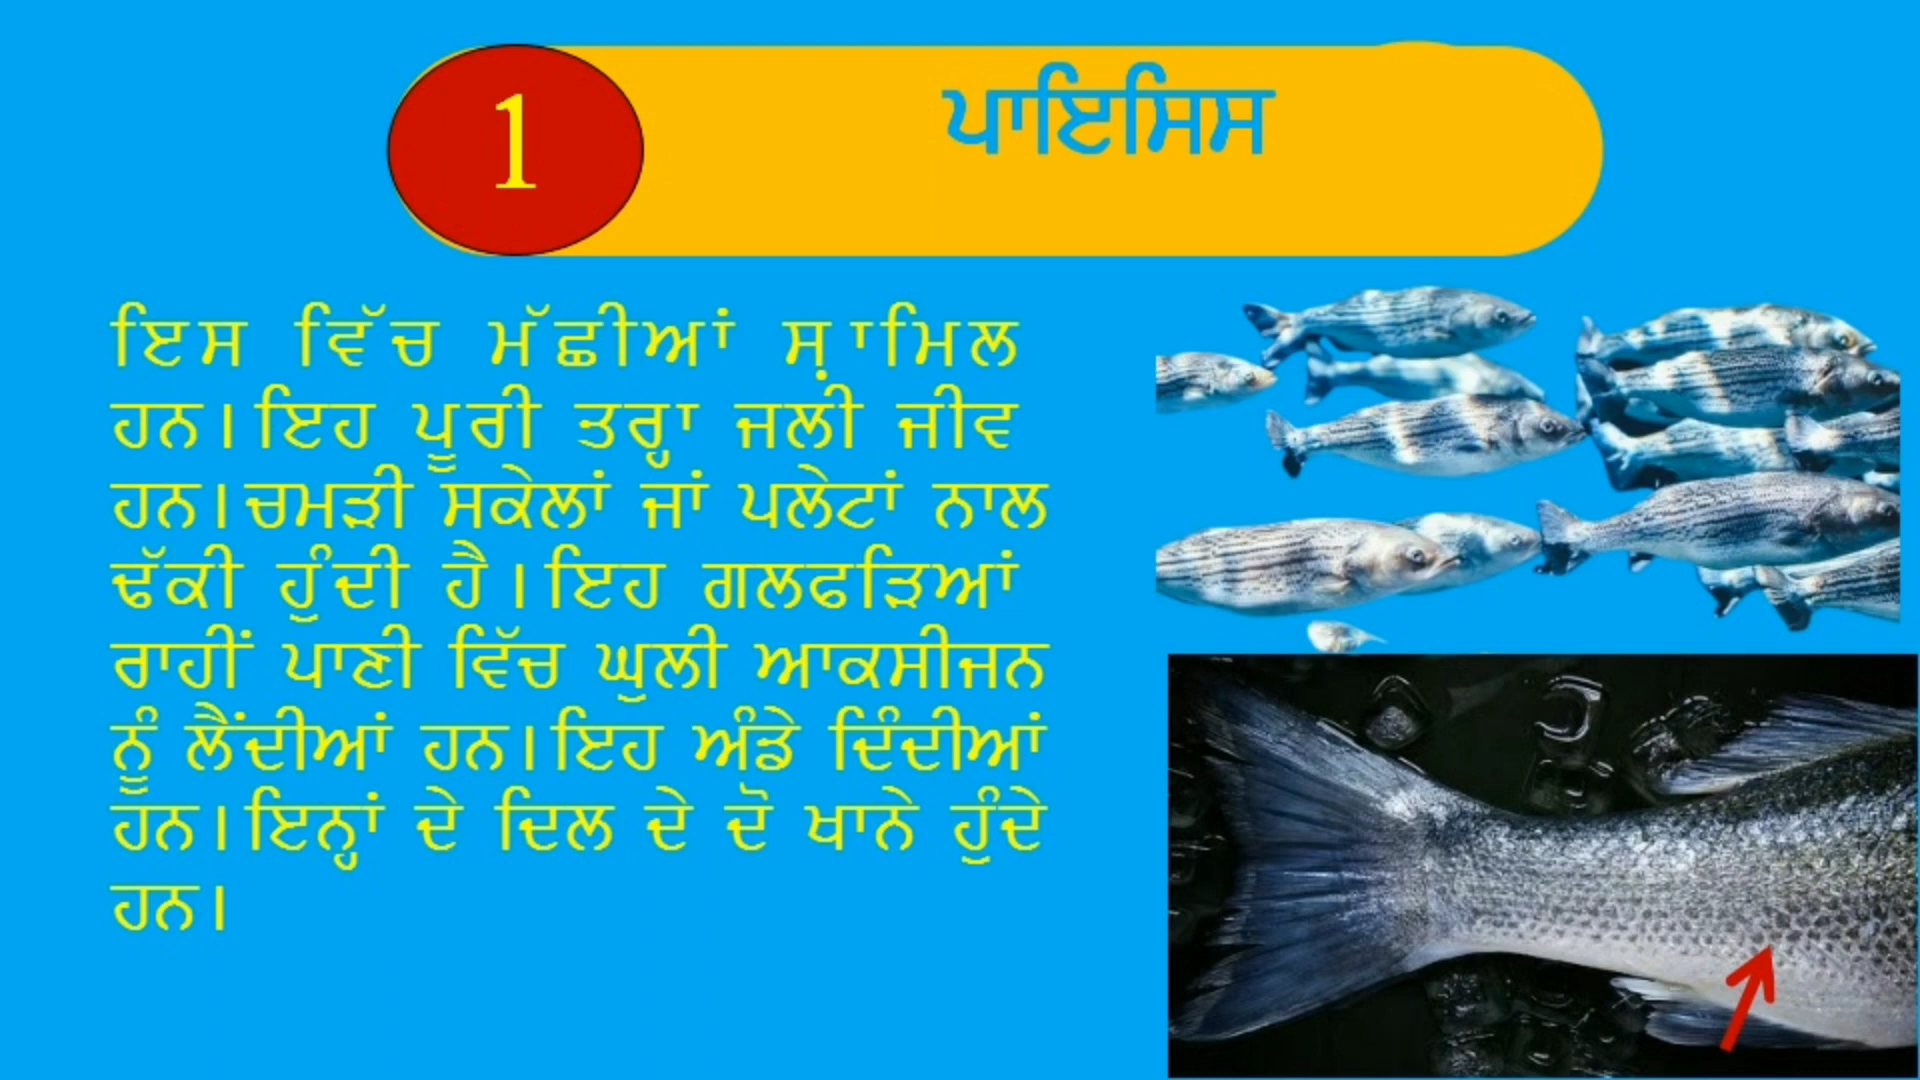 1
ਪਾਇਸਿਸ
ਇਸ ਵਿੱਚ ਮੱਛੀਆਂ ਸ਼ਾਮਿਲ
ਹਨ।ਇਹ ਪੂਰੀ ਤਰ੍ਹਾ ਜਲੀ ਜੀਵ
ਹਨ।ਚਮੜੀ ਸਕੇਲਾਂ ਜਾਂ ਪਲੇਟਾਂ ਨਾਲ
ਢੱਕੀ ਹੁੰਦੀ ਹੈ।ਇਹ ਗਲਫੜਿਆਂ
ਰਾਹੀਂ ਪਾਣੀ ਵਿੱਚ ਘੁਲੀ ਆਕਸੀਜਨ
ਨੂੰ ਲੈਂਦੀਆਂ ਹਨ।ਇਹ ਅੰਡੇ ਦਿੰਦੀਆਂ
ਹਨ।ਇਨ੍ਹਾਂ ਦੇ ਦਿਲ ਦੇ ਦੋ ਖਾਨੇ ਹੁੰਦੇ
ਹਨ।